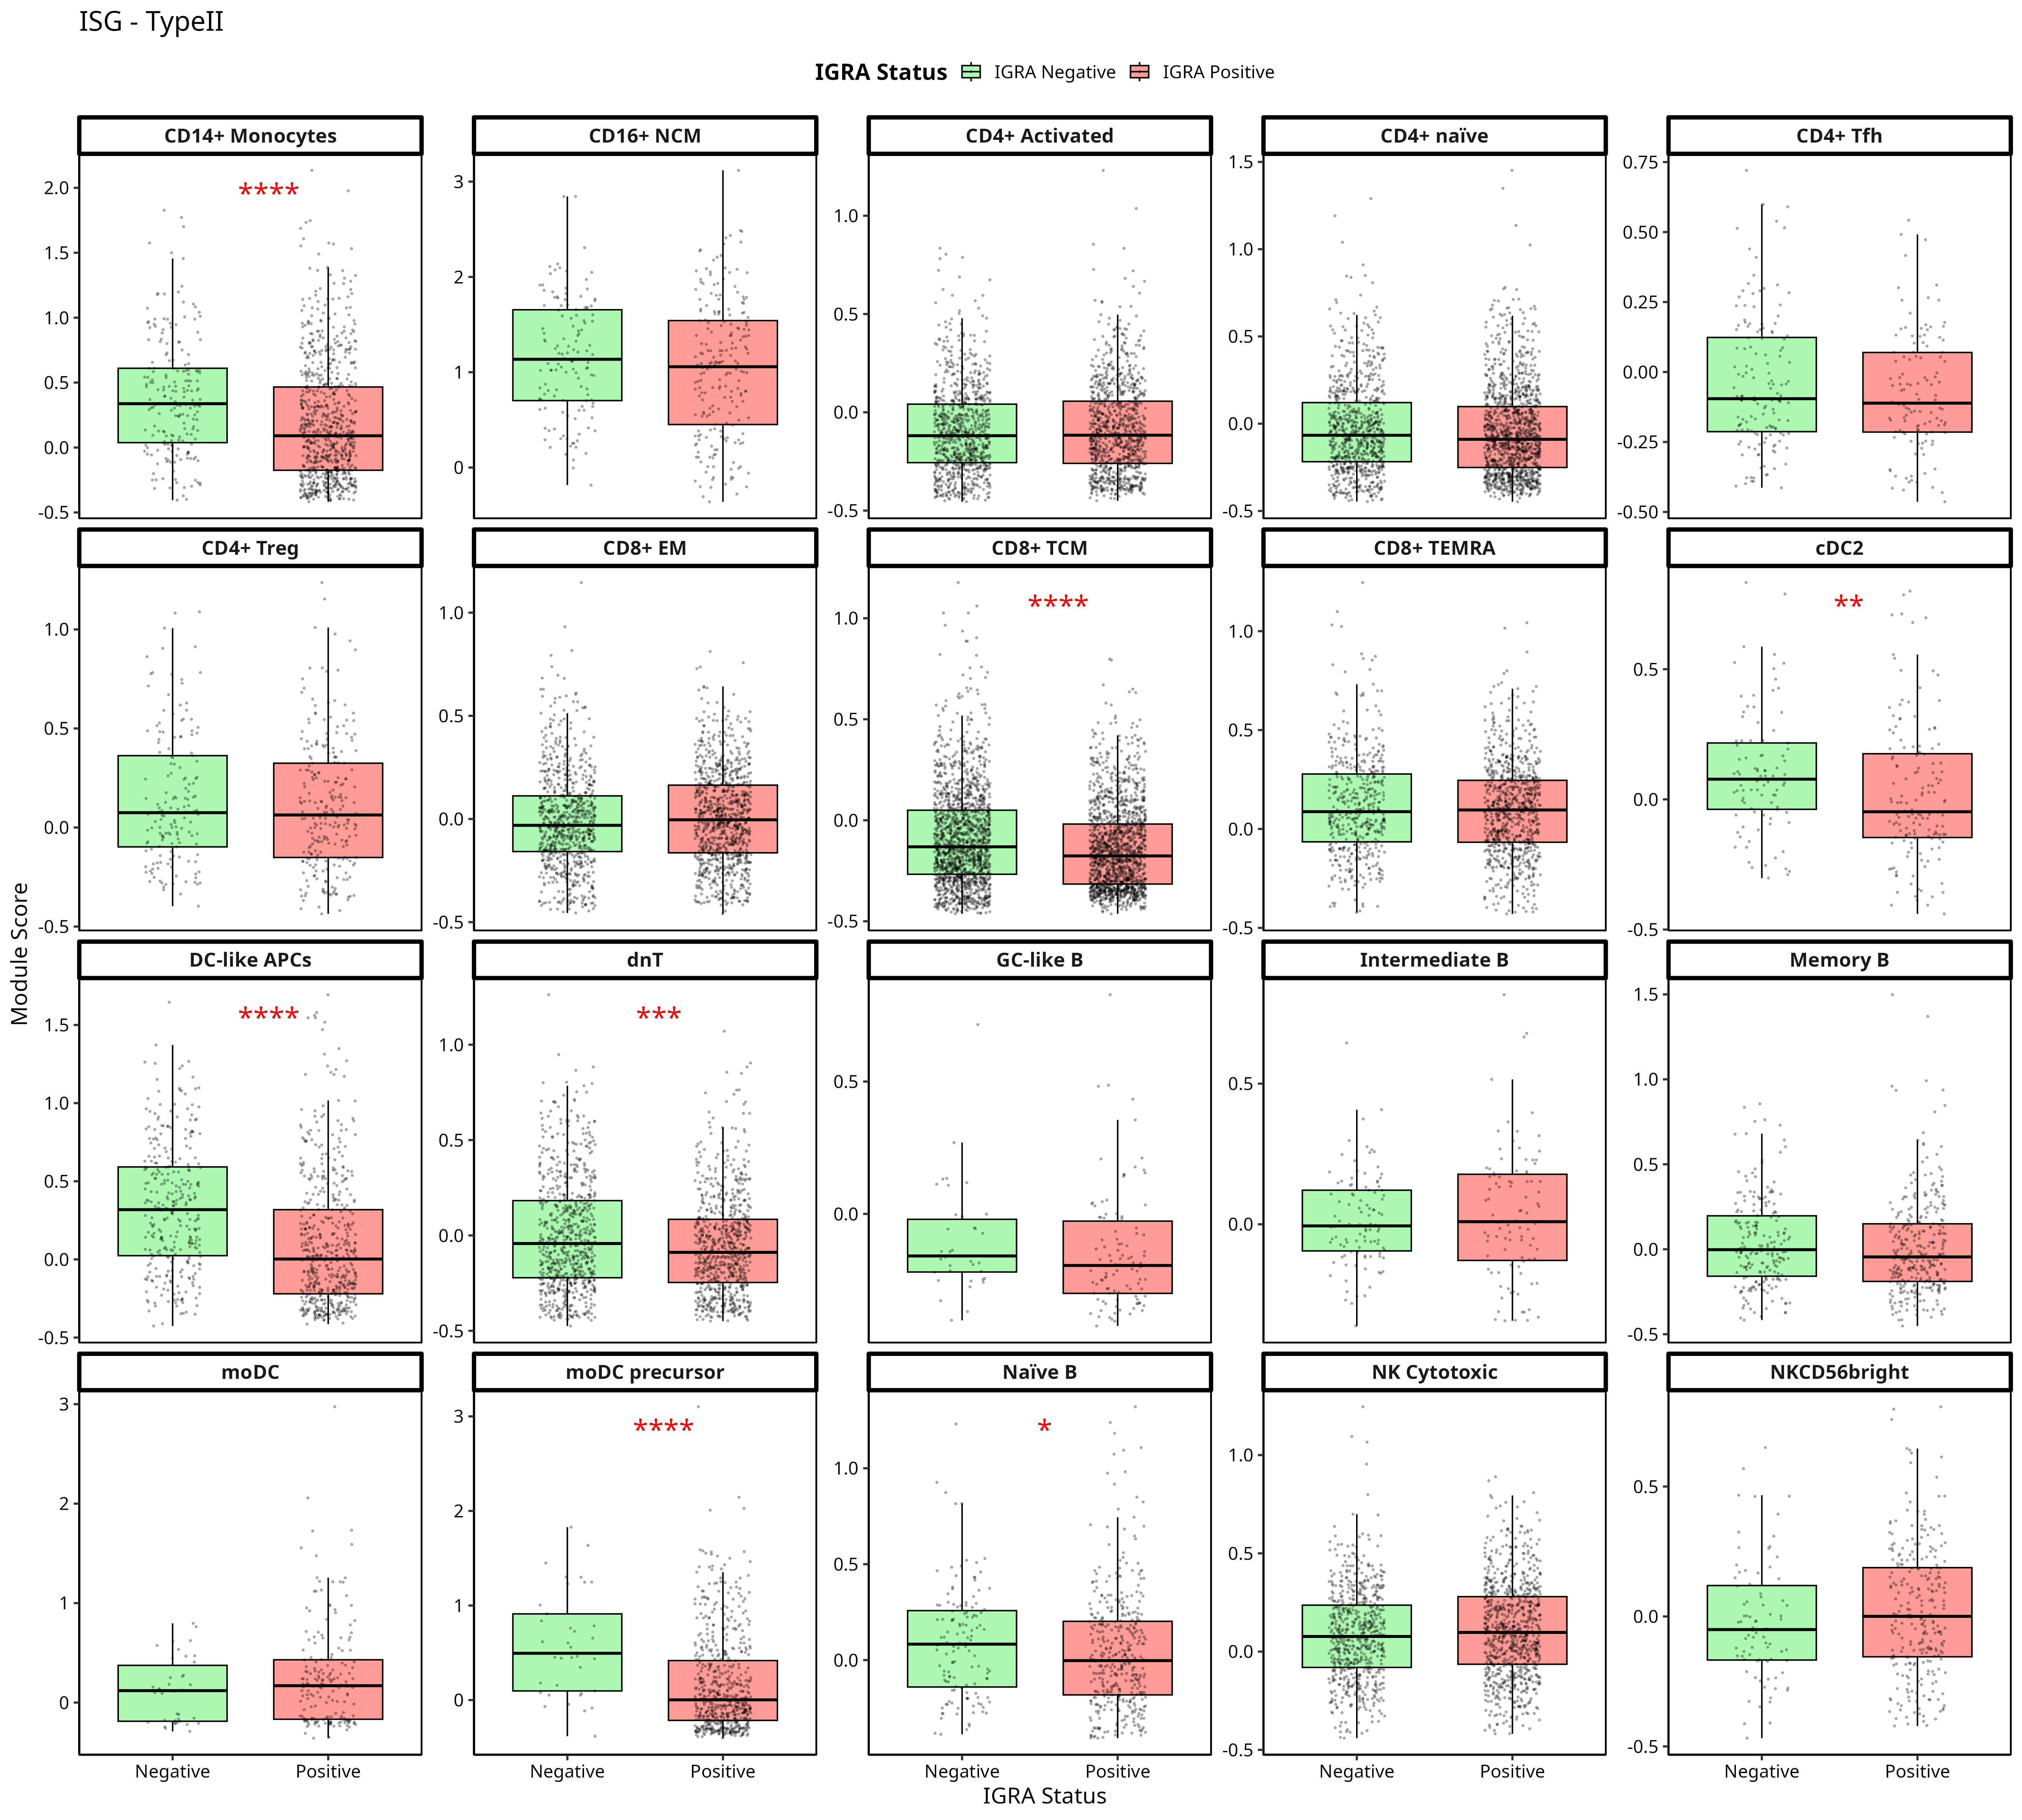 ISG - TypeII
IGRA Status IGRA Negative IGRA Positive
CD14+ Monocytes CD16+ NCM CD4+ Activated CD4+ naïve CD4+ Tfh
**** 
2.0 1.5 1.0 0.5 0.0 -0.5
3 2 1 0
1.0 0.5 0.0 -0.5
1.5 1.0 0.5 0.0 -0.5
0.75 0.50 0.25 0.00 -0.25 -0.50
CD4+ Treg CD8+ EM CD8+ TCM CD8+ TEMRA cDC2
**** **
1.0 0.5 0.0 -0.5
1.0 0.5 0.0 -0.5
1.0 0.5 0.0 -0.5
1.0 0.5 0.0 -0.5
0.5 0.0 -0.5
Module Score
DC-like APCs dnT GC-like B Intermediate B Memory B
**** ***
1.5 1.0 0.5 0.0 -0.5
1.0 0.5 0.0 -0.5
0.5 0.0
0.5 0.0
1.5 1.0 0.5 0.0 -0.5
moDC moDC precursor Naïve B NK Cytotoxic NKCD56bright
**** *
3 2 1 0
3 2 1 0
1.0 0.5 0.0
1.0 0.5 0.0 -0.5
0.5 0.0 -0.5
Negative Positive Negative Positive Negative Positive Negative Positive Negative Positive
IGRA Status